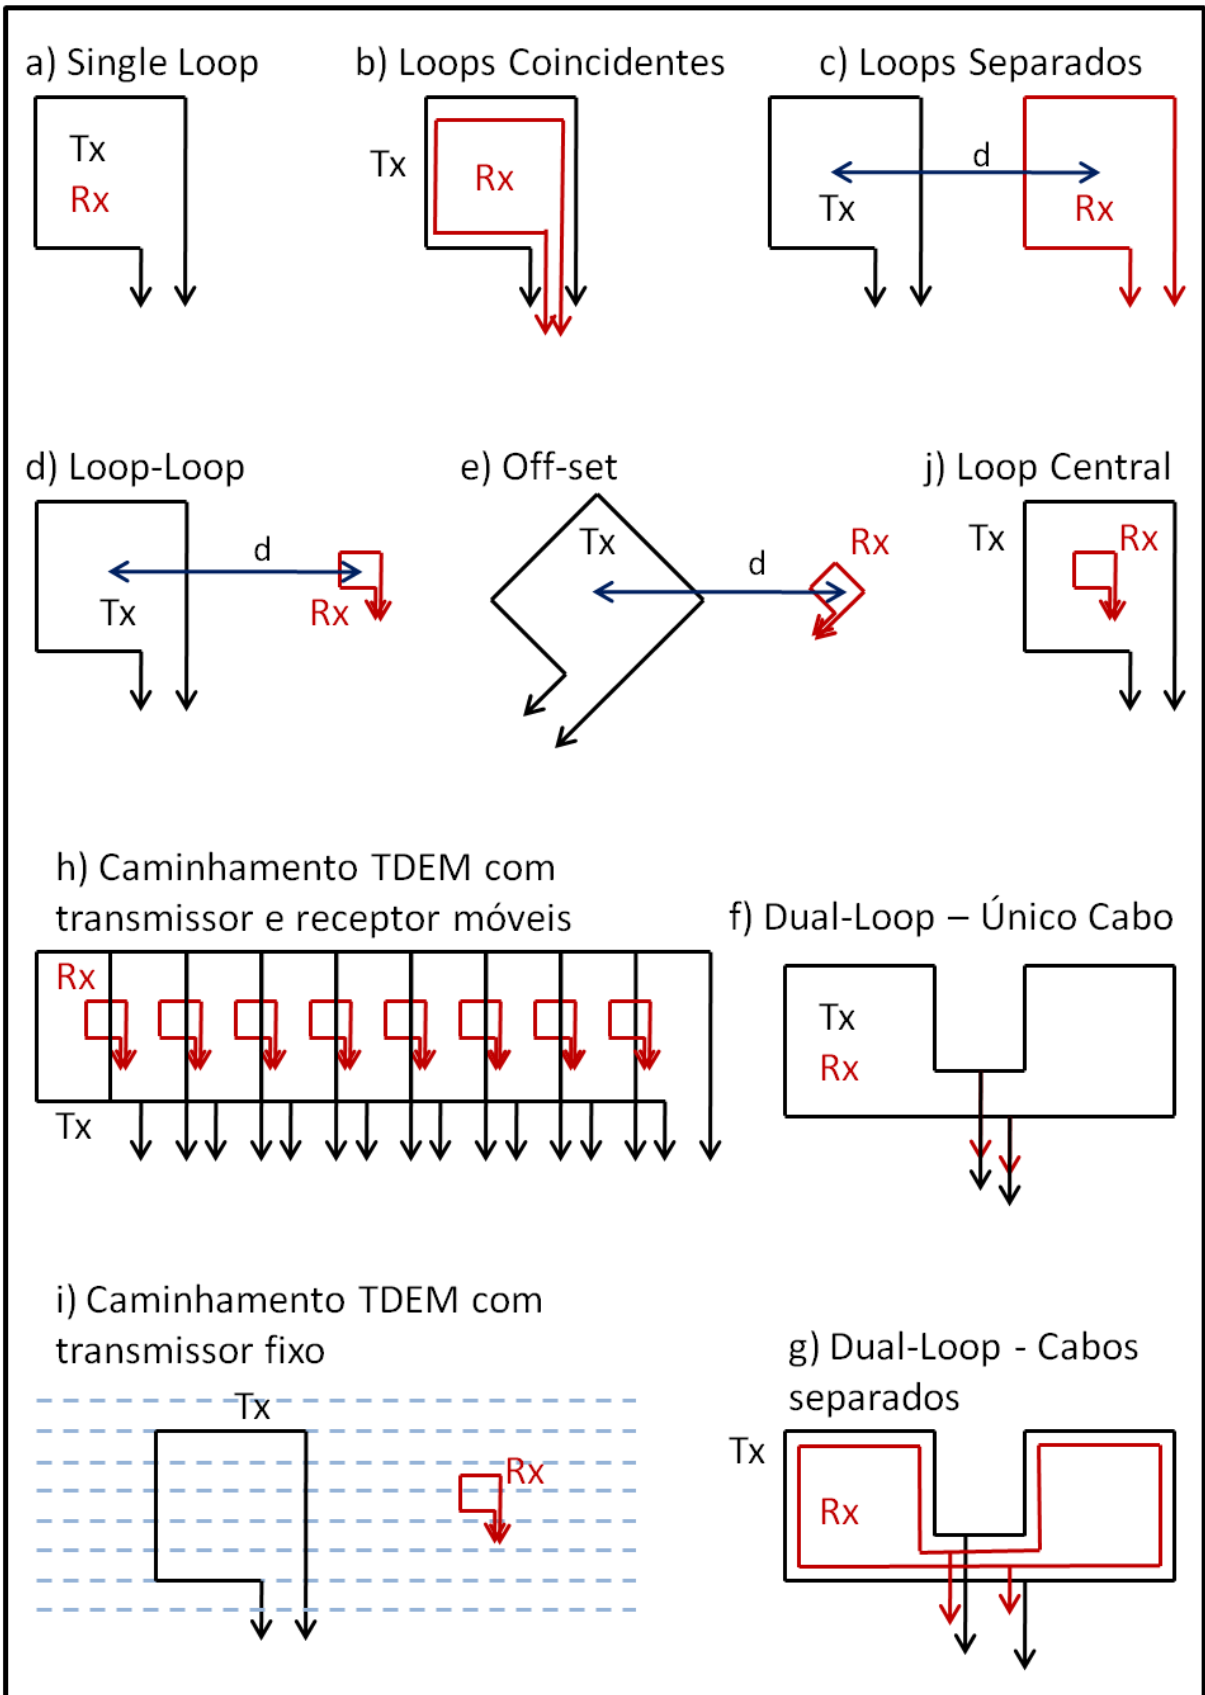 a) Single Loop
Tx
Rx
b) Loops Coincidentes
Tx
Rx
c) Loops Separados
d
Tx
Rx
d) Loop-Loop
d
Tx
Rx
e) Off-set
Tx
d
Rx
j) Loop Central
Tx
Rx
h) Caminhamento TDEM com
transmissor e receptor móveis
Rx
Tx
f) Dual-Loop – Único Cabo
Tx
Rx
i) Caminhamento TDEM com
transmissor fixo
Tx
Rx
g) Dual-Loop - Cabos
separados
Tx
Rx